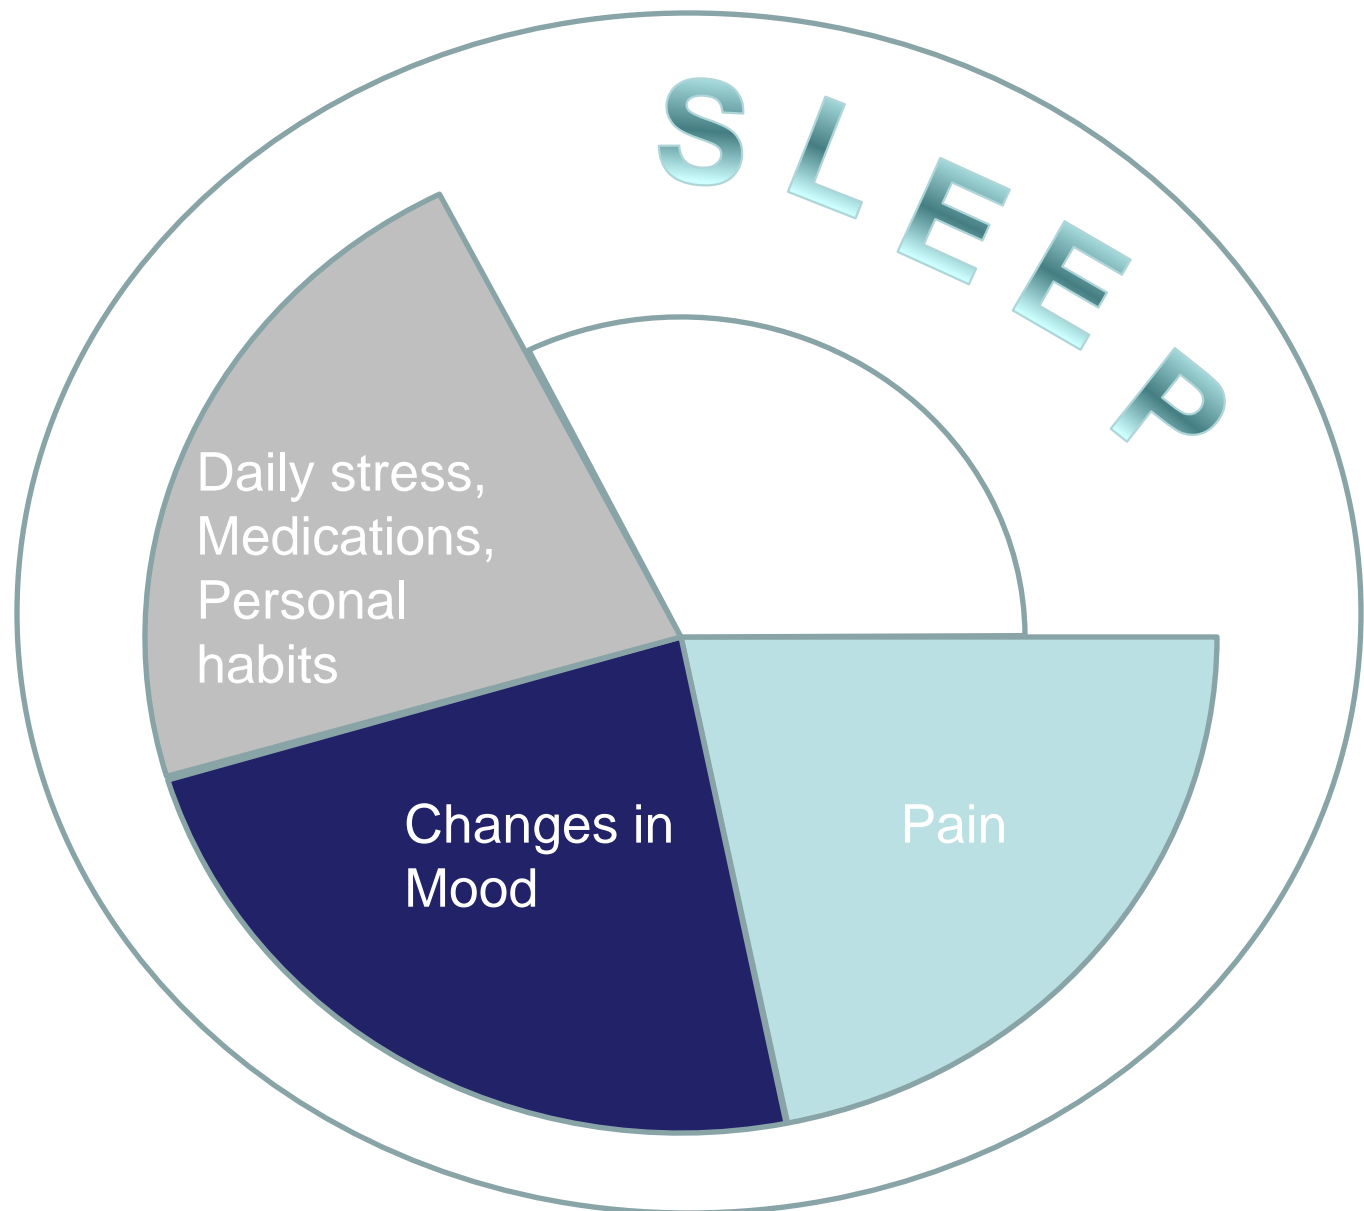 SLEEP
Daily stress,
Medications,
Personal
habits
Changes in
Mood
Pain